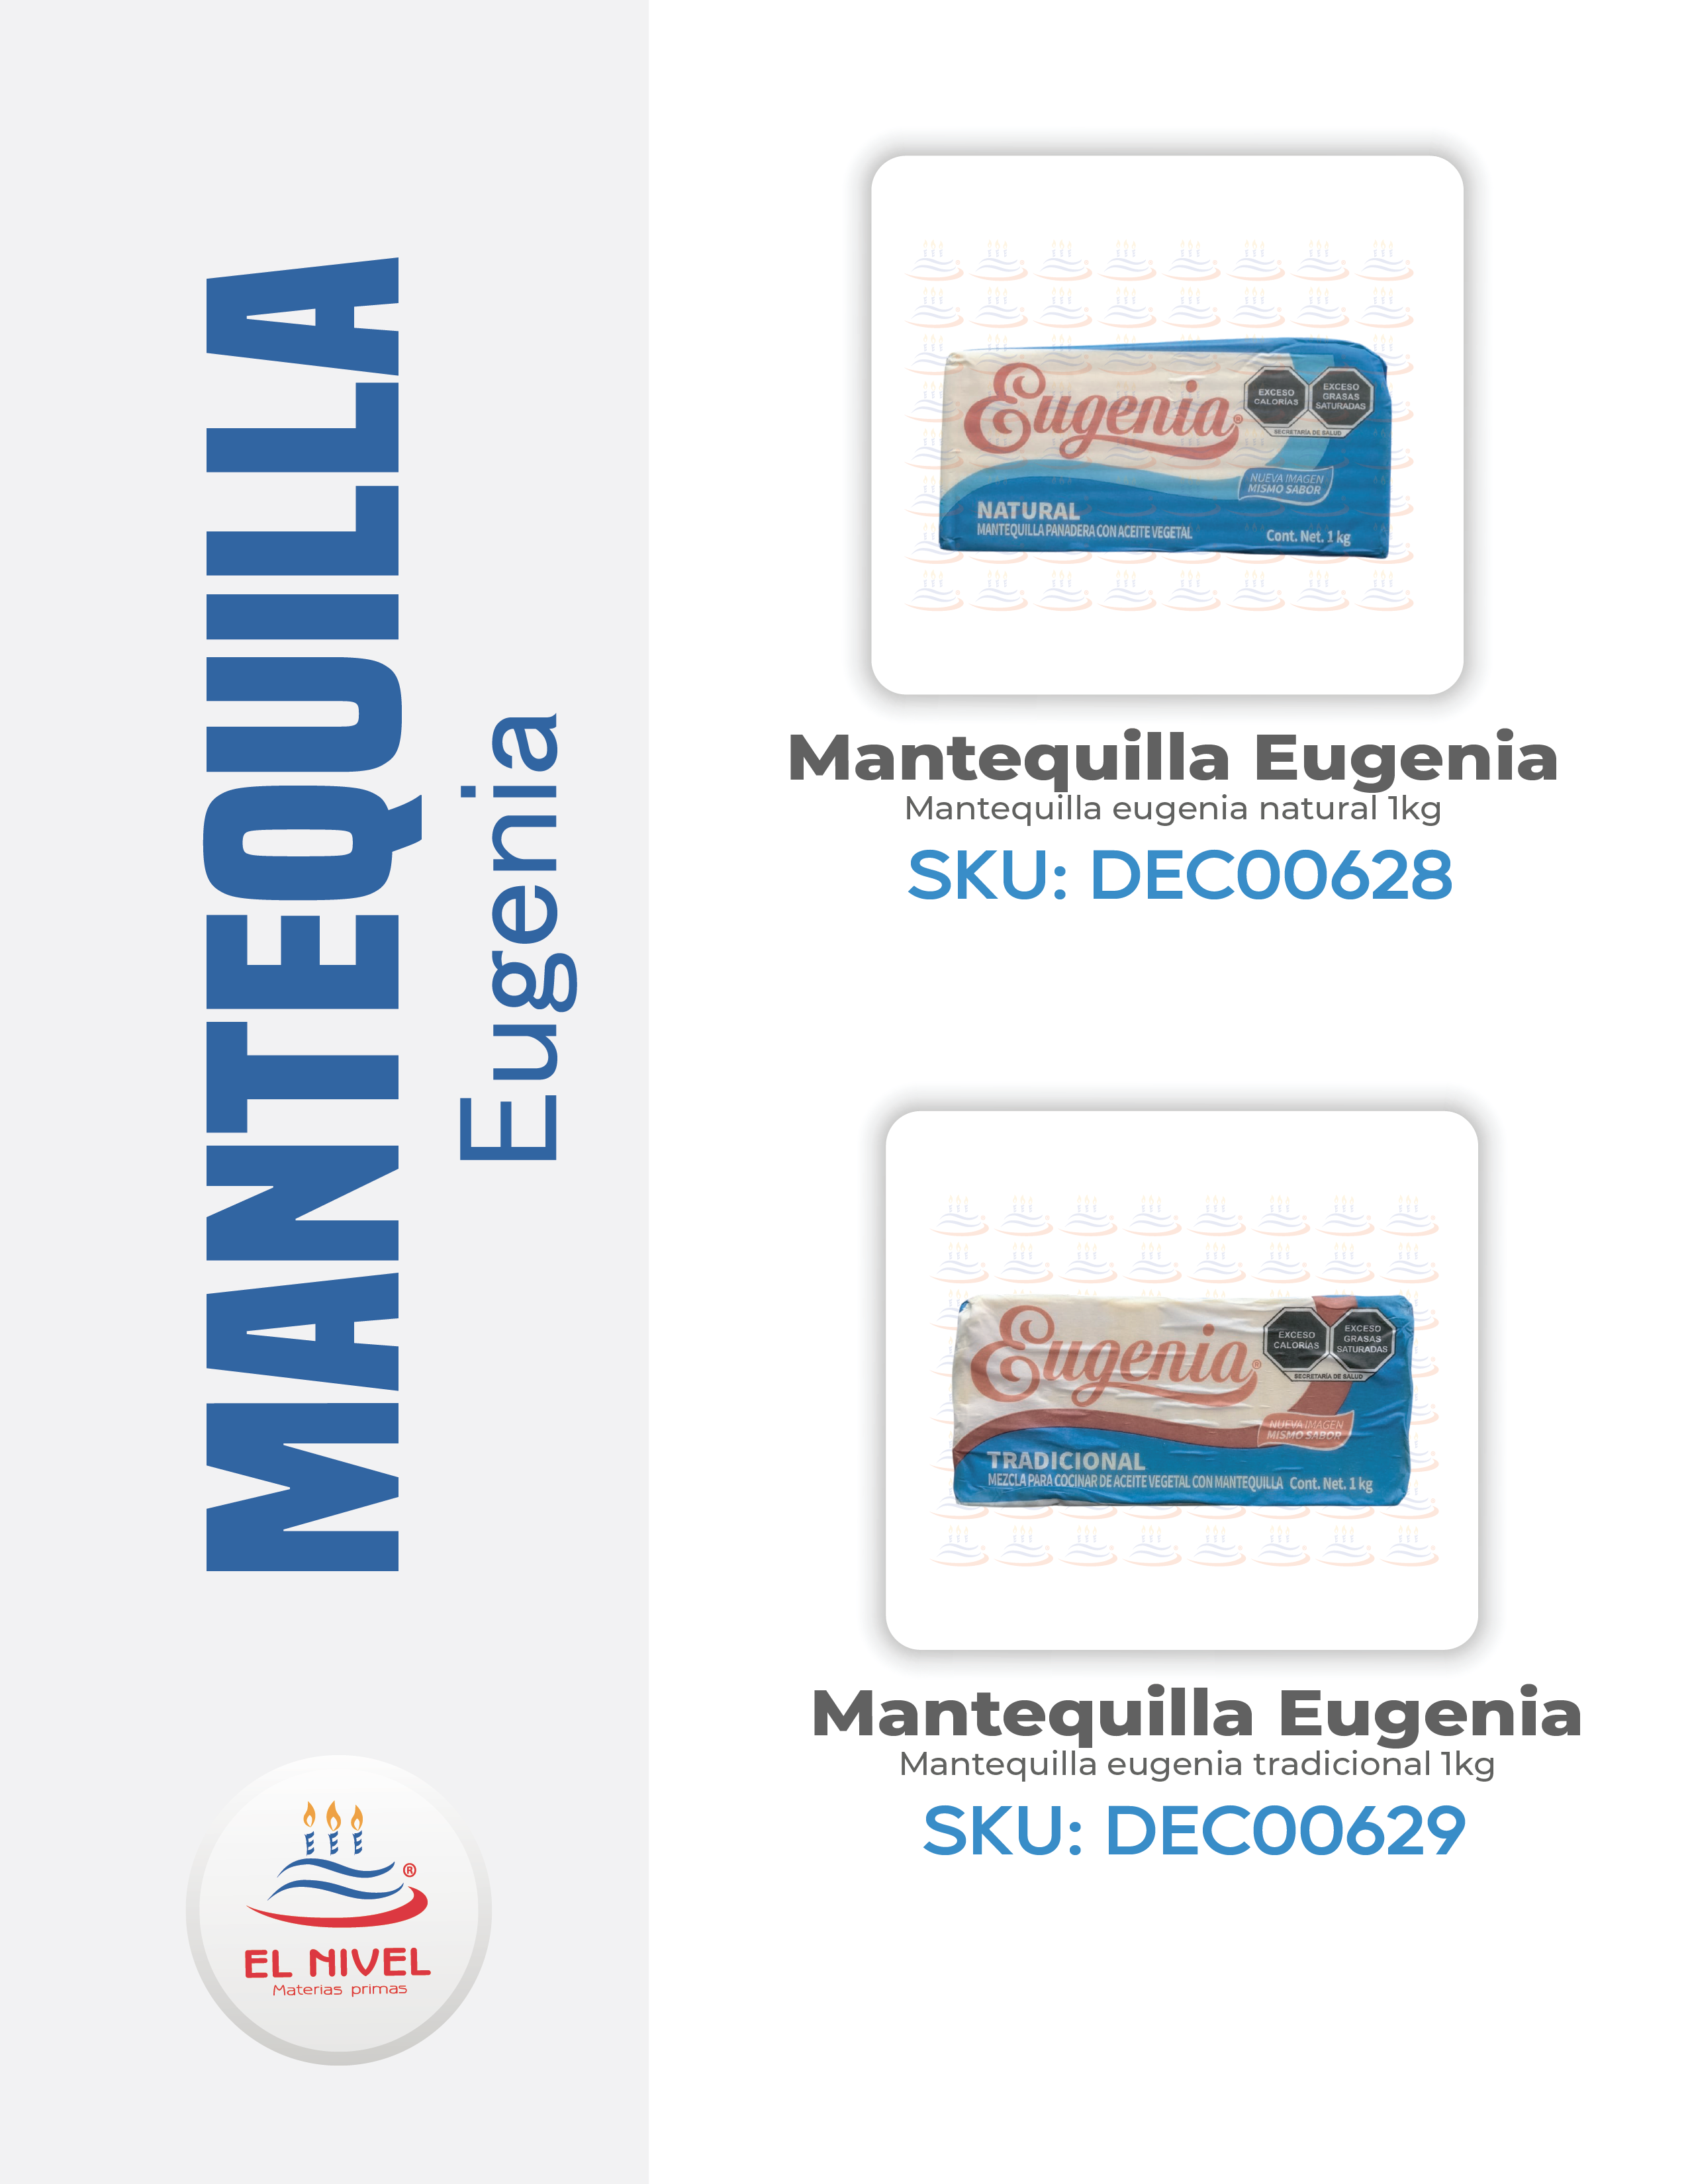 MANTEQUILLA
Eugenia
Eugenia®
EXCESO
CALORÍAS
EXCESO
GRASAS
SATURADAS
SECRETARÍA DE SALUD
NUEVA IMAGEN
MISMO SABOR
NATURAL
MANTEQUILLA PANADERA CON ACEITE VEGETAL
Cont. Net. 1 kg
Mantequilla Eugenia
Mantequilla eugenia natural 1kg
SKU: DEC00628
Eugenia®
EXCESO
CALORÍAS
EXCESO
GRASAS
SATURADAS
SECRETARÍA DE SALUD
NUEVA IMAGEN
MISMO SABOR
TRADICIONAL
MEZCLA PARA COCINAR DE ACEITE VEGETAL CON MANTEQUILLA Cont. Net. 1 kg
Mantequilla Eugenia
Mantequilla eugenia tradicional 1kg
SKU: DEC00629
®
EL NIVEL
Materias primas